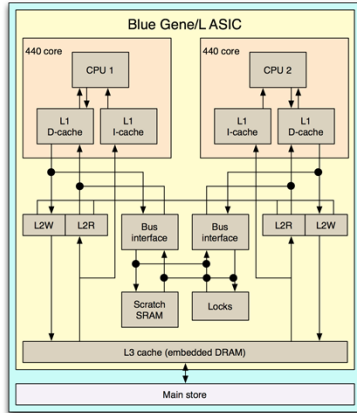 Blue Gene/L ASIC
440 core
440 core
CPU 1
CPU 2
L1
D-cache
L1
I-cache
L1
I-cache
L1
D-cache
L2W
L2R
Bus
interface
Bus
interface
L2R
L2W
Scratch
SRAM
Locks
L3 cache (embedded DRAM)
Main store